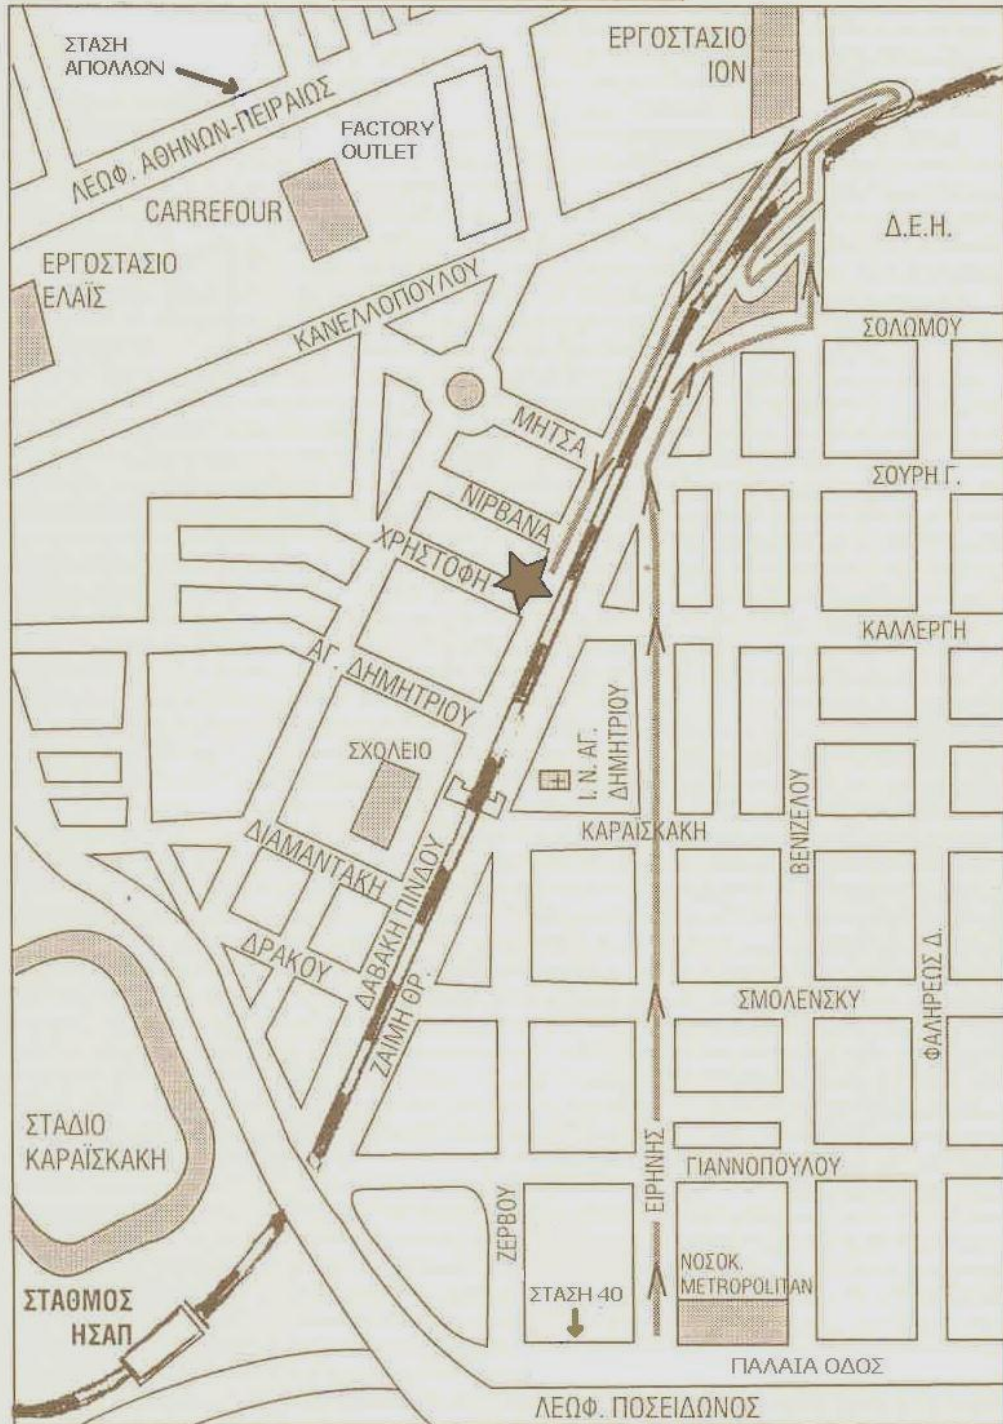 ΣΤΑΣΗ
ΑΠΟΛΛΩΝ
ΕΡΓΟΣΤΑΣΙΟ
ΙΟΝ
ΛΕΩΦ. ΑΘΗΝΩΝ-ΠΕΙΡΑΙΩΣ
FACTORY
OUTLET
CARREFOUR
Δ.Ε.Η.
ΕΡΓΟΣΤΑΣΙΟ
ΕΛΑΪΣ
ΚΑΝΕΛΛΟΠΟΥΛΟΥ
ΣΟΛΩΜΟΥ
ΜΗΤΣΑ
ΣΟΥΡΗ Γ.
ΝΙΡΒΑΝΑ
ΧΡΗΣΤΟΦΗ
ΚΑΛΛΕΡΓΗ
ΑΓ. ΔΗΜΗΤΡΙΟΥ
ΣΧΟΛΕΙΟ
Ι. Ν. ΑΓ.
ΔΗΜΗΤΡΙΟΥ
ΚΑΡΑΪΣΚΑΚΗ
ΒΕΝΙΖΕΛΟΥ
ΔΙΑΜΑΝΤΑΚΗ
ΔΑΒΑΚΗ ΠΙΝΔΟΥ
ΔΡΑΚΟΥ
ΖΑΙΜΗ ΘΡ.
ΣΜΟΛΕΝΣΚΥ
ΦΑΛΗΡΕΩΣ Δ.
ΣΤΑΔΙΟ
ΚΑΡΑΪΣΚΑΚΗ
ΕΙΡΗΝΗΣ
ΓΙΑΝΝΟΠΟΥΛΟΥ
ΖΕΡΒΟΥ
ΝΟΣΟΚ.
METROPOLITAN
ΣΤΑΣΗ 40
ΣΤΑΘΜΟΣ
ΗΣΑΠ
ΠΑΛΑΙΑ ΟΔΟΣ
ΛΕΩΦ. ΠΟΣΕΙΔΩΝΟΣ